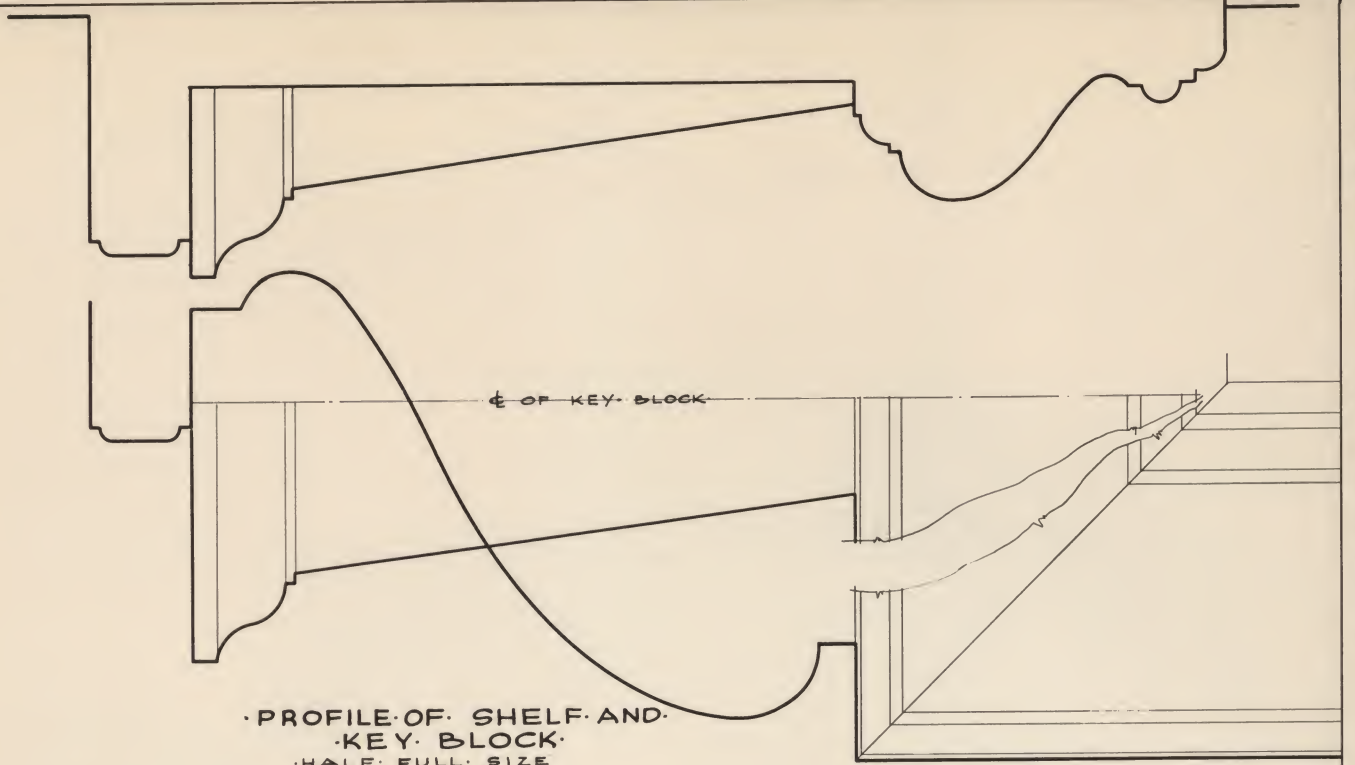 ℄ OF KEY· BLOCK
·PROFILE·OF· SHELF·AND·
·KEY· BLOCK·
·HALF· FULL· SIZE